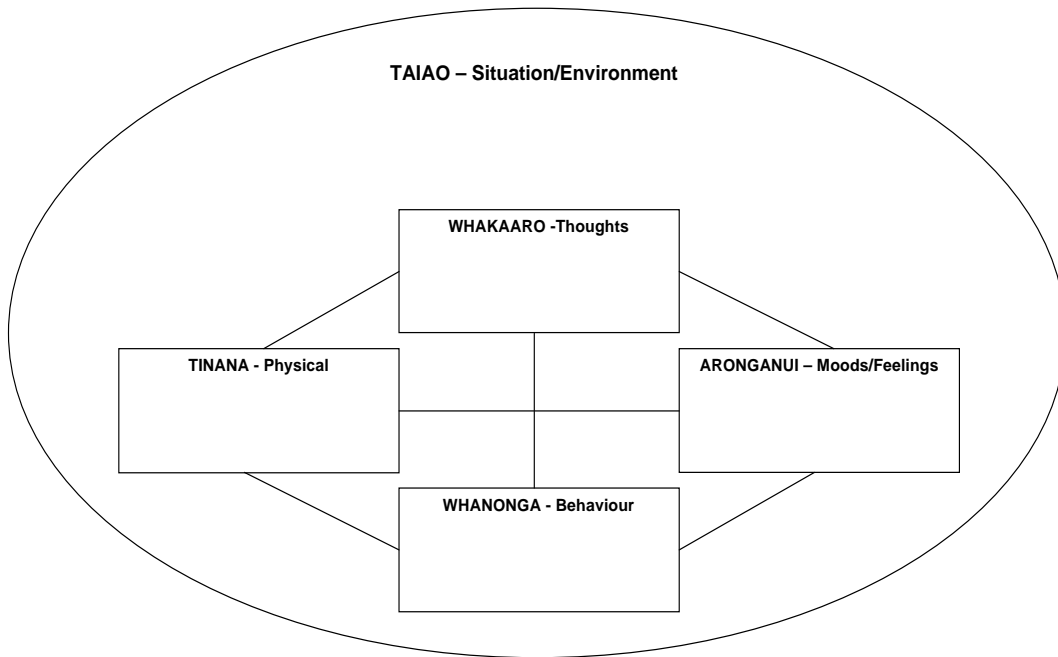 TAIAO – Situation/Environment
WHAKAARO -Thoughts
TINANA - Physical
ARONGANUI – Moods/Feelings
WHANONGA - Behaviour